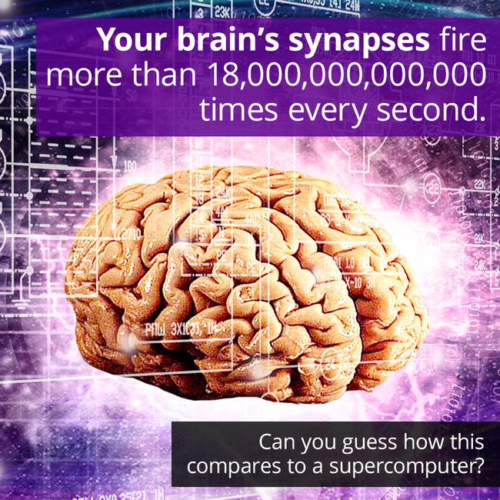 Your brain's synapses fire
more than 18,000,000,000,000
times every second.
Can you guess how this
compares to a supercomputer?